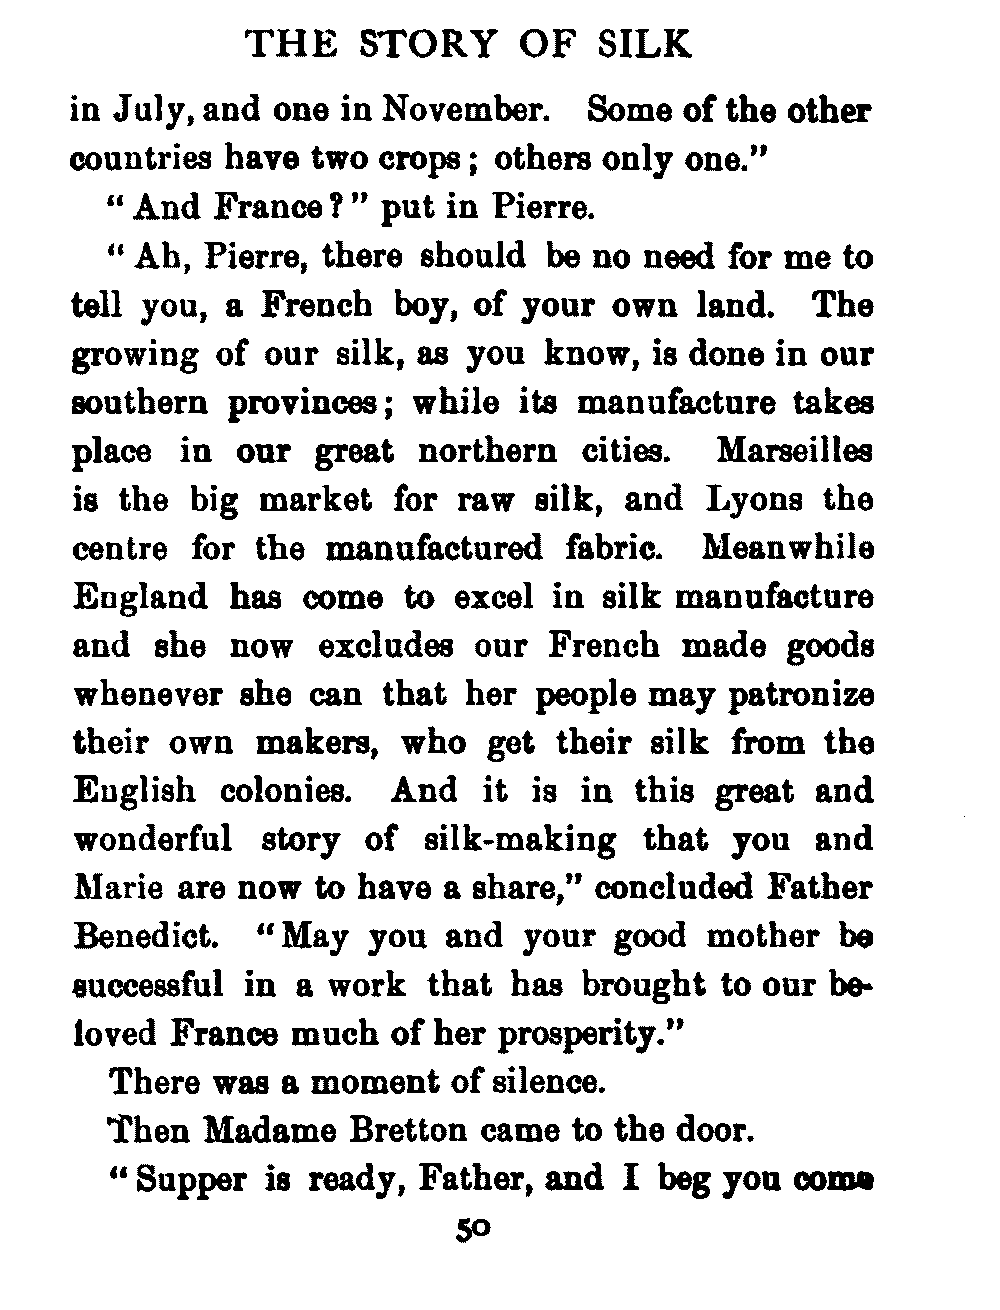 THE STORY OF SILK
in July, and one in November. Some of the other
countries have two crops; others only one."
"And France?" put in Pierre.
"Ah, Pierre, there should be no need for me to
tell you, a French boy, of your own land. The
growing of our silk, as you know, is done in our
southern provinces; while its manufacture takes
place in our great northern cities. Marseilles
is the big market for raw silk, and Lyons the
centre for the manufactured fabric. Meanwhile
England has come to excel in silk manufacture
and she now excludes our French made goods
whenever she can that her people may patronize
their own makers, who get their silk from the
English colonies. And it is in this great and
wonderful story of silk-making that you and
Marie are now to have a share," concluded Father
Benedict. "May you and your good mother be
successful in a work that has brought to our be-
loved France much of her prosperity."
There was a moment of silence.
Then Madame Bretton came to the door.
"Supper is ready, Father, and I beg you come
50